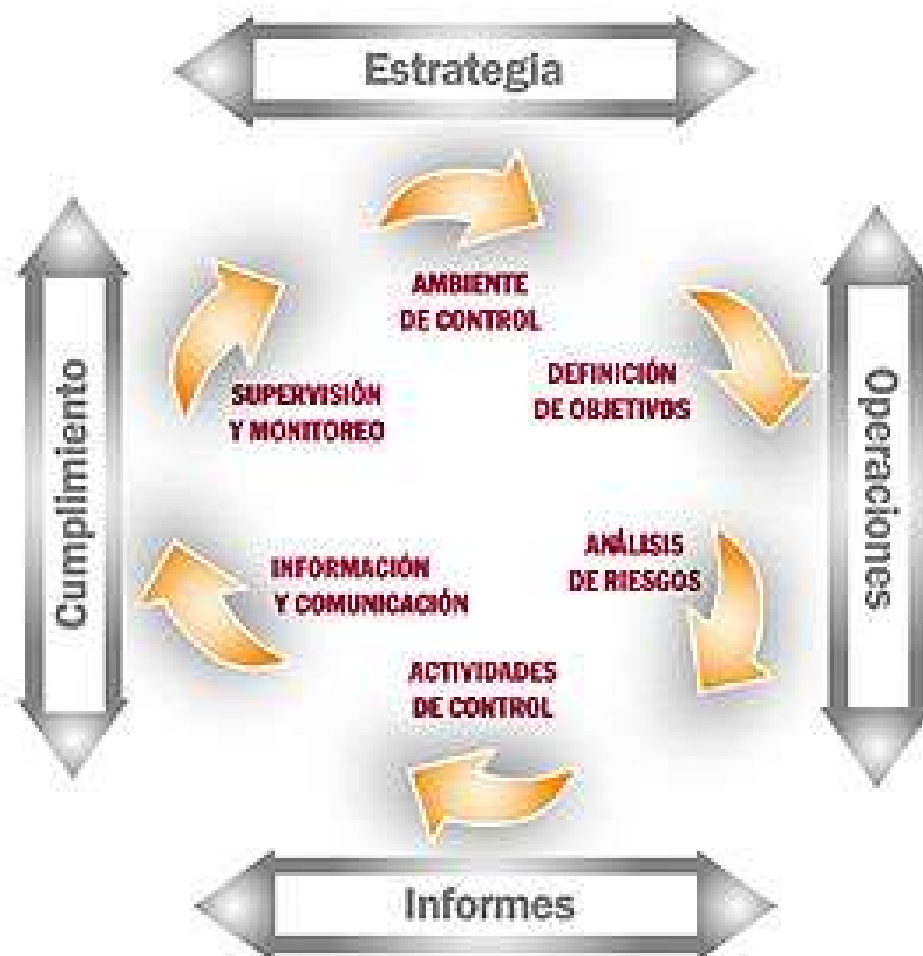 Estrategia
AMBIENTE
DE CONTROL
DEFINICIÓN
DE OBJETIVOS
Operaciones
ANÁLISIS
DE RIESGOS
ACTIVIDADES
DE CONTROL
INFORMACIÓN
Y COMUNICACIÓN
SUPERVISIÓN
Y MONITOREO
Cumplimiento
Informes